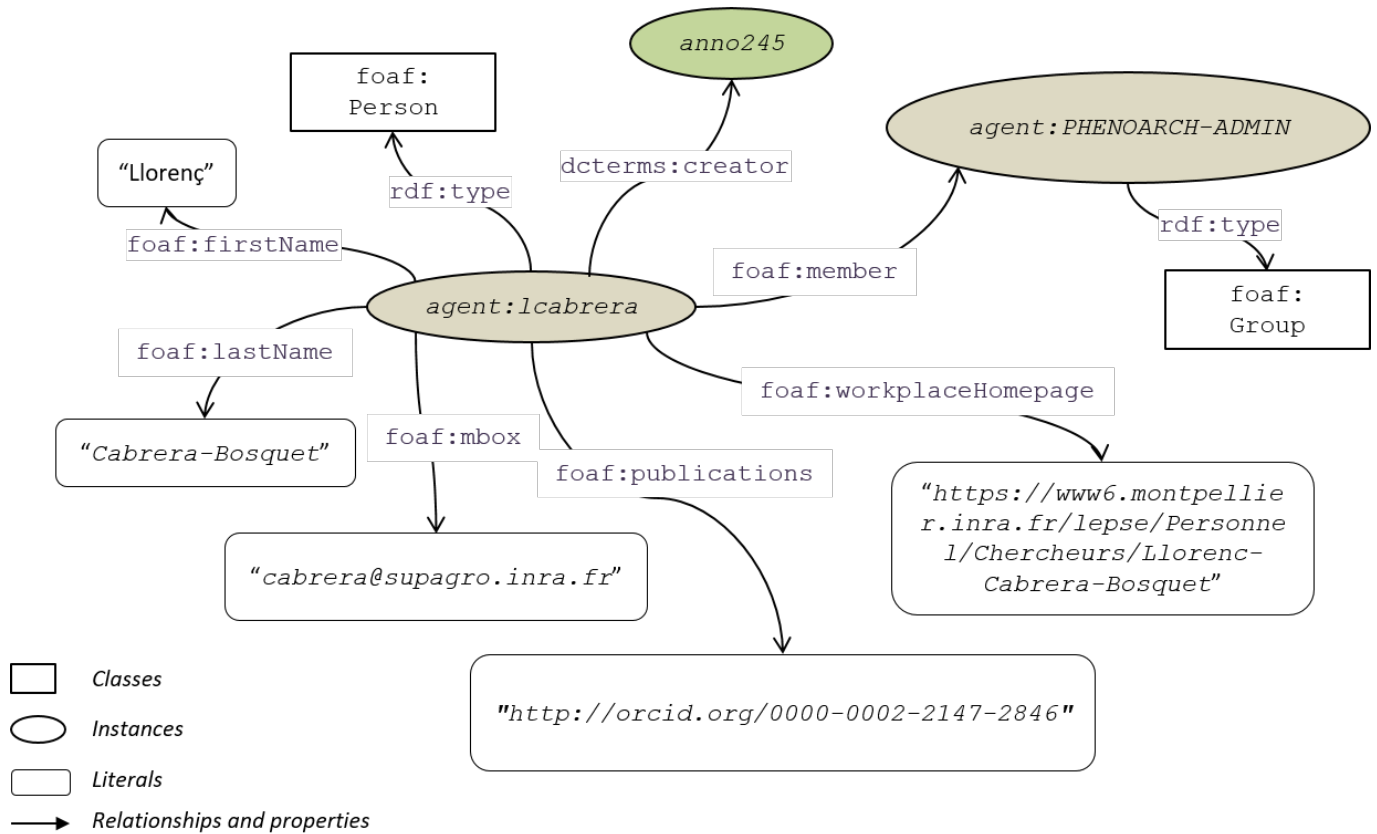 anno245
foaf:
Person
agent:PHENOARCH-ADMIN
“Llorenç”
dcterms:creator
rdf:type
rdf:type
foaf:firstName
foaf:member
agent:lcabrera
foaf:
Group
foaf:lastName
foaf:workplaceHomepage
“Cabrera-Bosquet”
foaf:mbox
foaf:publications
“https://www6.montpellie
r.inra.fr/lepse/Personne
l/Chercheurs/Llorenc-
Cabrera-Bosquet”
“cabrera@supagro.inra.fr”
"http://orcid.org/0000-0002-2147-2846"
Classes
Instances
Literals
Relationships and properties